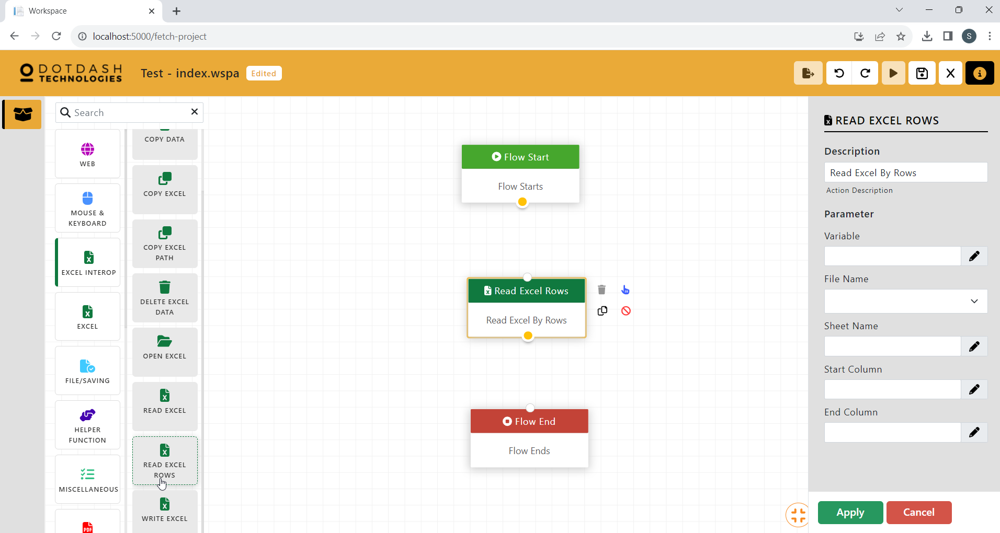 Workspace
localhost:5000/fetch-project
S
DOTDASH
TECHNOLOGIES
Test - index.wspa
Edited
Search
WEB
MOUSE &
KEYBOARD
EXCEL INTEROP
EXCEL
FILE/SAVING
HELPER
FUNCTION
MISCELLANEOUS
PDF
COPY DATA
COPY EXCEL
COPY EXCEL
PATH
DELETE EXCEL
DATA
OPEN EXCEL
READ EXCEL
READ EXCEL
ROWS
WRITE EXCEL
Flow Start
Flow Starts
Read Excel Rows
Read Excel By Rows
Flow End
Flow Ends
READ EXCEL ROWS
Description
Read Excel By Rows
Action Description
Parameter
Variable
File Name
Sheet Name
Start Column
End Column
Apply
Cancel